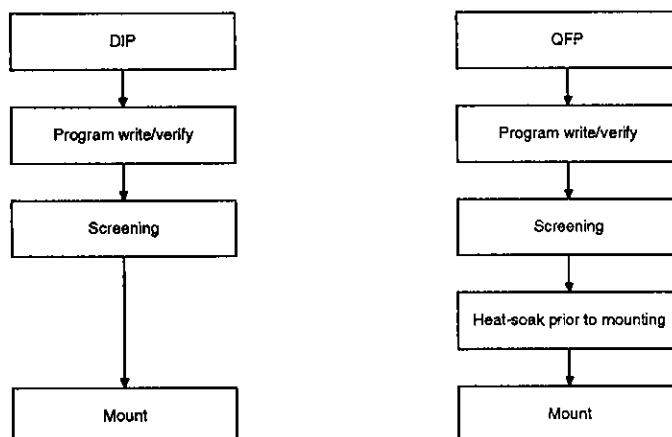 DIP
Program write/verify
Screening
Mount
QFP
Program write/verify
Screening
Heat-soak prior to mounting
Mount